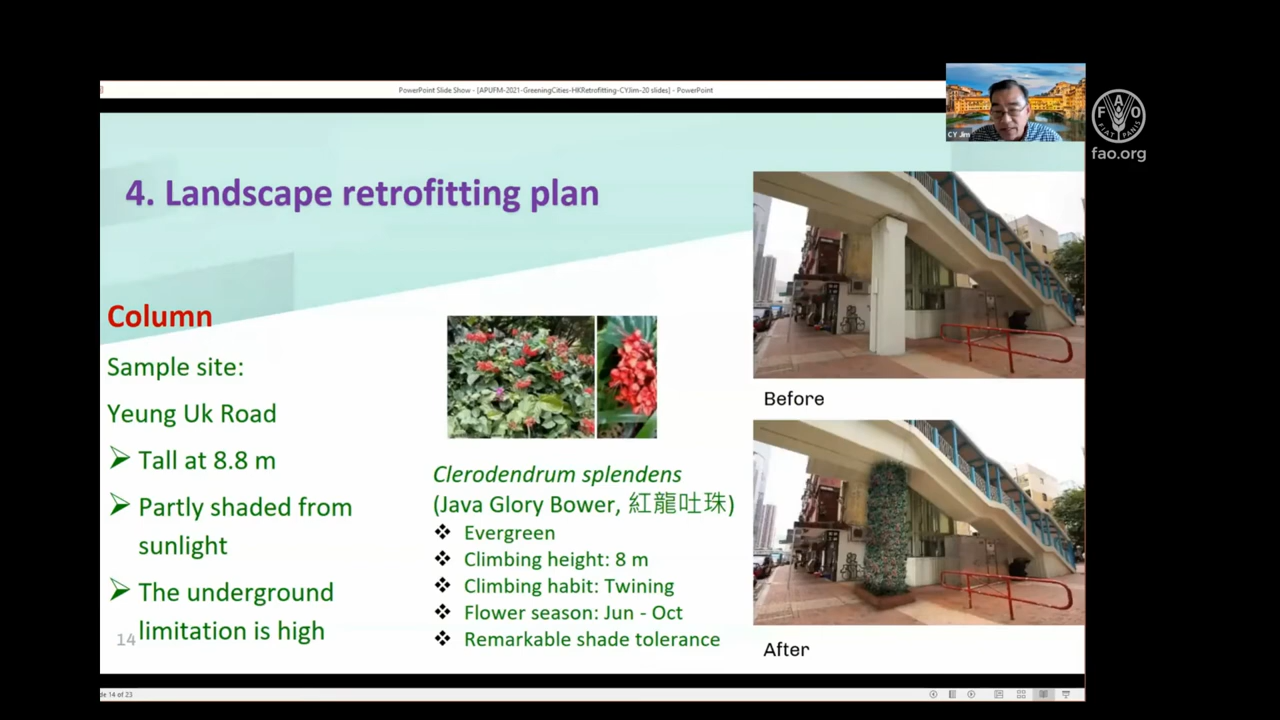 PowerPoint Slide Show - [APUFM-2021-GreeningCities-HKRetrofitting-CYJim-20 slides] - PowerPoint
CY Jim
FAO
FIAT PANIS
fao.org
4. Landscape retrofitting plan
Column
Sample site:
Yeung Uk Road
➢ Tall at 8.8 m
➢ Partly shaded from
sunlight
➢ The underground
limitation is high
14
Clerodendrum splendens
(Java Glory Bower, 紅龍吐珠)
❖ Evergreen
❖ Climbing height: 8 m
❖ Climbing habit: Twining
❖ Flower season: Jun - Oct
❖ Remarkable shade tolerance
Before
After
de 14 of 23